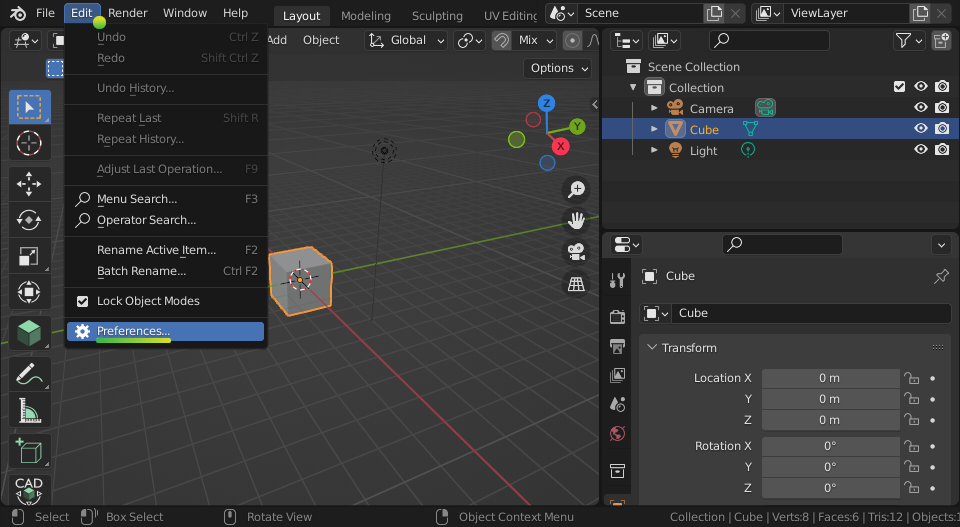 File Edit Render Window Help Layout Modeling Sculpting UV Editing Scene ViewLayer
Add Object Global Mix
Options
Undo Ctrl Z
Redo Shift Ctrl Z
Undo History...
Repeat Last Shift R
Repeat History...
Adjust Last Operation... F9
Menu Search... F3
Operator Search...
Rename Active Item... F2
Batch Rename... Ctrl F2
Lock Object Modes
Preferences...
Z
Y
X
CAD
Scene Collection
Collection
Camera
Cube
Light
Cube
Cube
Transform
Location X 0 m
Y 0 m
Z 0 m
Rotation X 0°
Y 0°
Z 0°
Select Box Select Rotate View Object Context Menu Collection | Cube | Verts:8 | Faces:6 | Tris:12 | Objects: